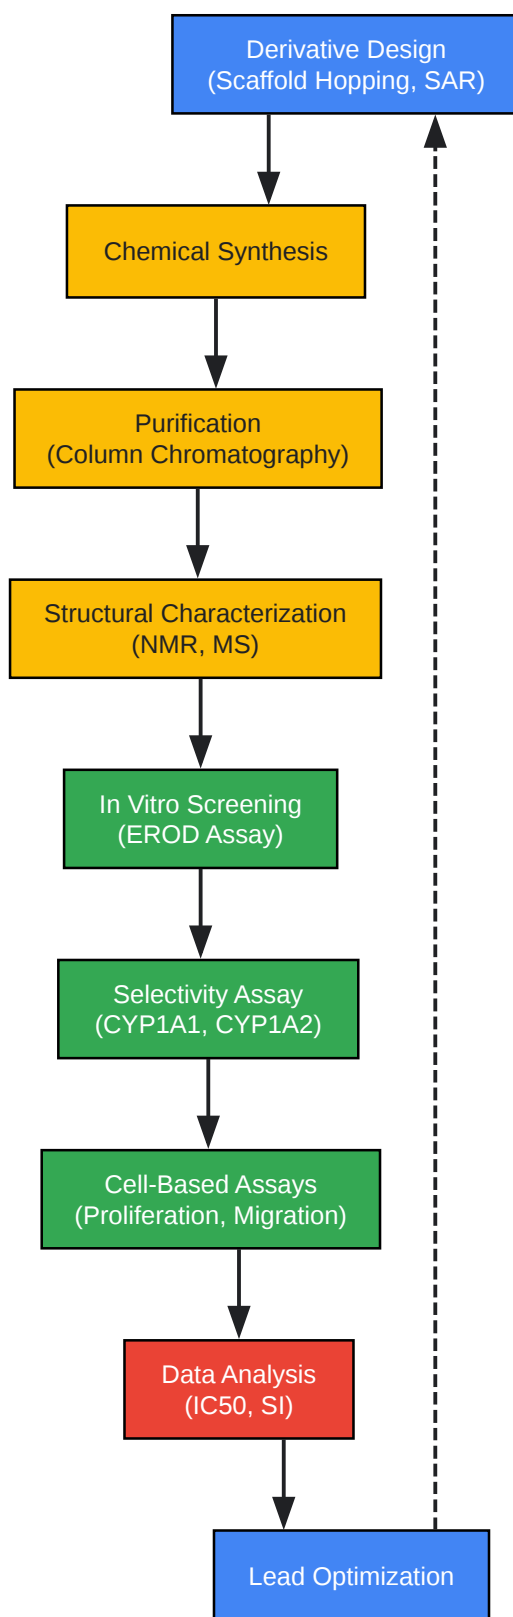 Derivative Design
(Scaffold Hopping, SAR)
Chemical Synthesis
Purification
(Column Chromatography)
Structural Characterization
(NMR, MS)
In Vitro Screening
(EROD Assay)
Selectivity Assay
(CYP1A1, CYP1A2)
Cell-Based Assays
(Proliferation, Migration)
Data Analysis
(IC50, SI)
Lead Optimization